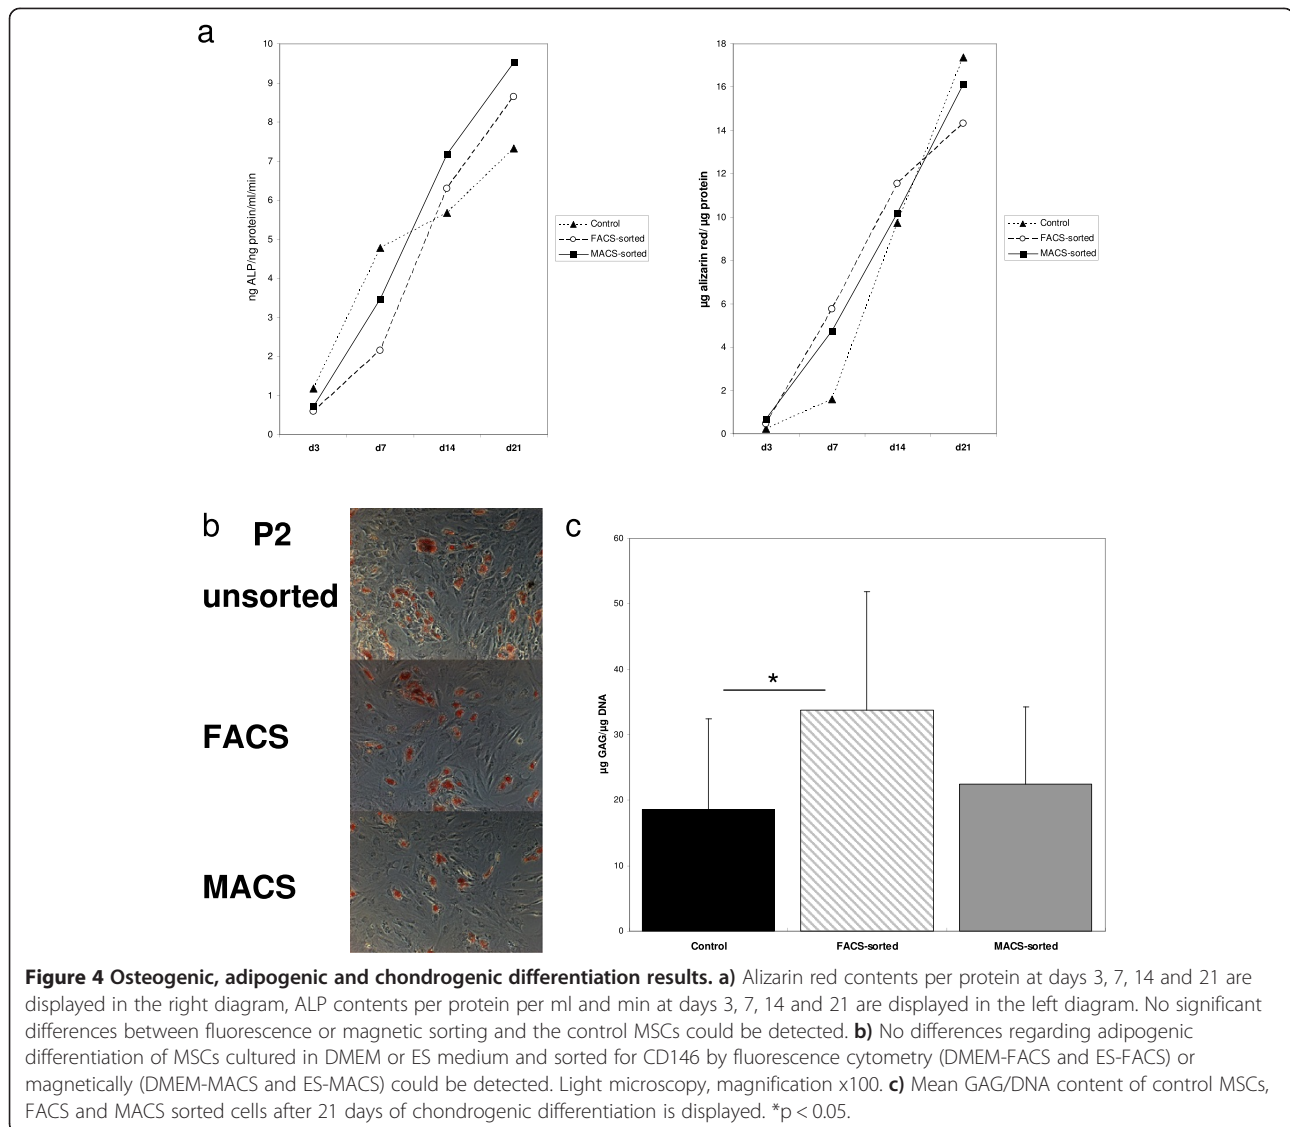 a
10
9
8
7
6
5
4
3
2
1
0
ng ALP/ng protein/ml/min
d3 d7 d14 d21
Control
FACS-sorted
MACS-sorted
18
16
14
12
10
8
6
4
2
0
µg alizarin red/ µg protein
d3 d7 d14 d21
Control
FACS-sorted
MACS-sorted
b
P2
unsorted
FACS
MACS
c
60
50
40
30
20
10
0
µg GAG/µg DNA
*
Control FACS-sorted MACS-sorted
Figure 4 Osteogenic, adipogenic and chondrogenic differentiation results. a) Alizarin red contents per protein at days 3, 7, 14 and 21 are
displayed in the right diagram, ALP contents per protein per ml and min at days 3, 7, 14 and 21 are displayed in the left diagram. No significant
differences between fluorescence or magnetic sorting and the control MSCs could be detected. b) No differences regarding adipogenic
differentiation of MSCs cultured in DMEM or ES medium and sorted for CD146 by fluorescence cytometry (DMEM-FACS and ES-FACS) or
magnetically (DMEM-MACS and ES-MACS) could be detected. Light microscopy, magnification x100. c) Mean GAG/DNA content of control MSCs,
FACS and MACS sorted cells after 21 days of chondrogenic differentiation is displayed. *p < 0.05.